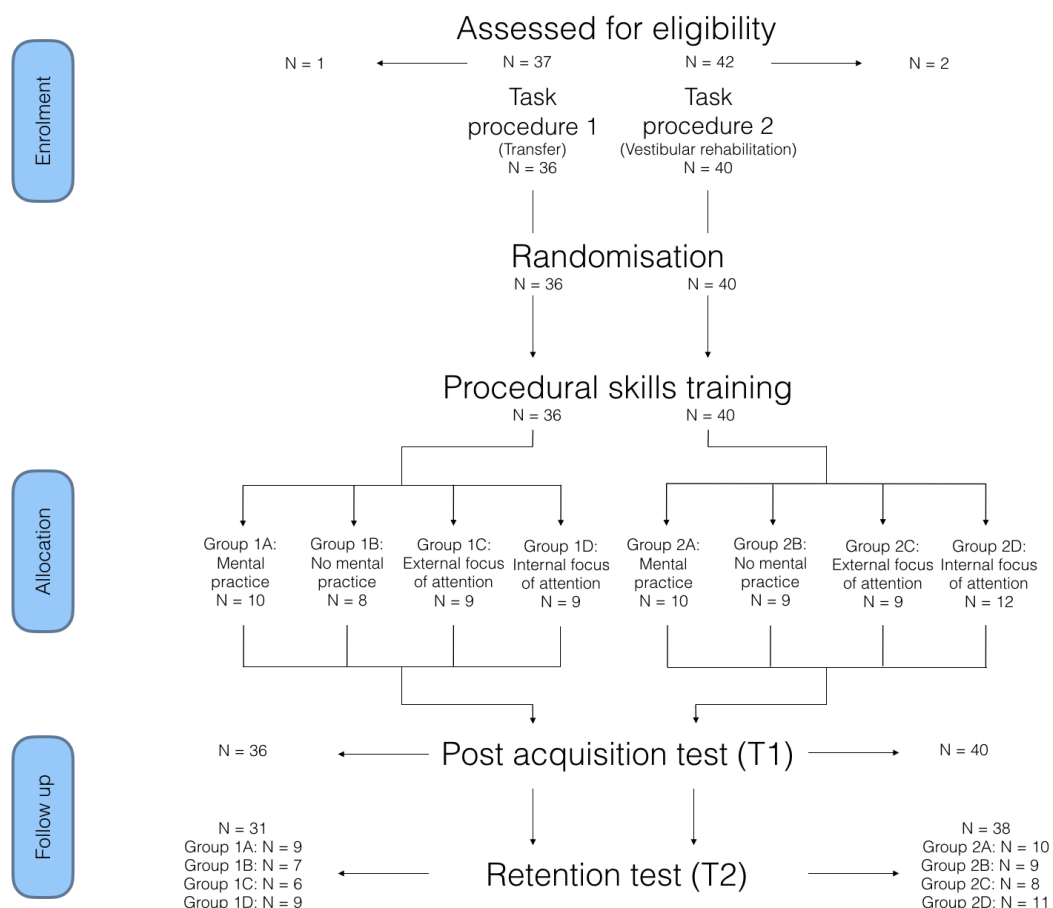 Assessed for eligibility
N = 1
N = 37
N = 42
N = 2
Enrolment
Task
procedure 1
(Transfer)
N = 36
Task
procedure 2
(Vestibular rehabilitation)
N = 40
Randomisation
N = 36
N = 40
Procedural skills training
N = 36
N = 40
Allocation
Group 1A:
Mental
practice
N = 10
Group 1B:
No mental
practice
N = 8
Group 1C:
External focus
of attention
N = 9
Group 1D:
Internal focus
of attention
N = 9
Group 2A:
Mental
practice
N = 10
Group 2B:
No mental
practice
N = 9
Group 2C:
External focus
of attention
N = 9
Group 2D:
Internal focus
of attention
N = 12
Follow up
N = 36
Post acquisition test (T1)
N = 40
N = 31
Group 1A: N = 9
Group 1B: N = 7
Group 1C: N = 6
Group 1D: N = 9
Retention test (T2)
N = 38
Group 2A: N = 10
Group 2B: N = 9
Group 2C: N = 8
Group 2D: N = 11